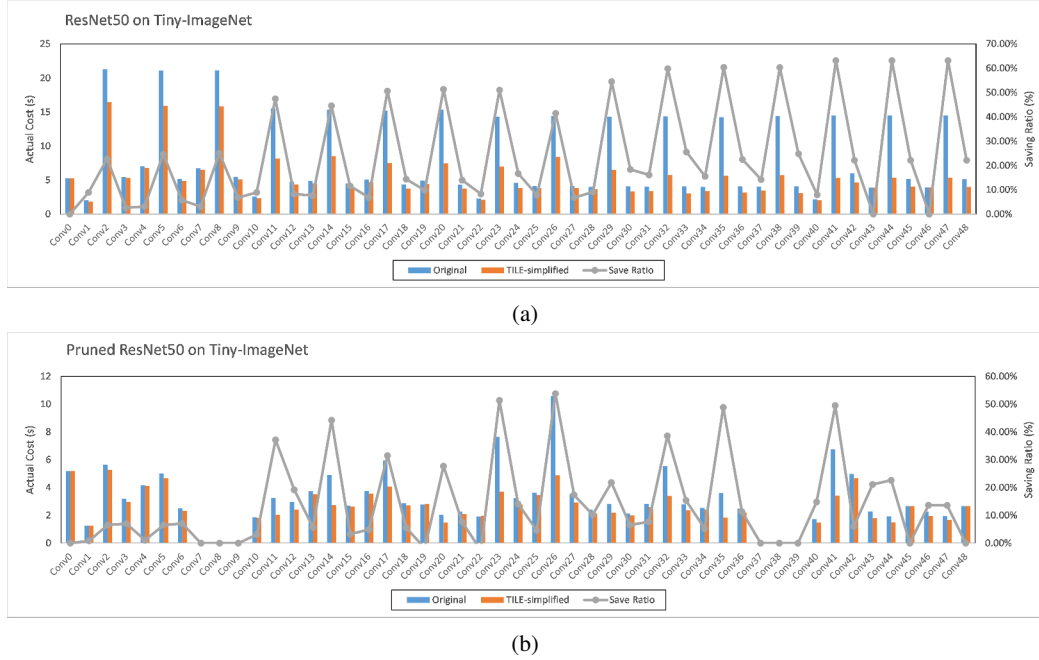 ResNet50 on Tiny-ImageNet
25 70.00%
60.00%
20
50.00%
15 40.00%
30.00%
10
20.00%
5
10.00%
0 0.00%
Actual Cost (s)
Saving Ratio (%)
Conv0 Conv1 Conv2 Conv3 Conv4 Conv5 Conv6 Conv7 Conv8 Conv9 Conv10 Conv11 Conv12 Conv13 Conv14 Conv15 Conv16 Conv17 Conv18 Conv19 Conv20 Conv21 Conv22 Conv23 Conv24 Conv25 Conv26 Conv27 Conv28 Conv29 Conv30 Conv31 Conv32 Conv33 Conv34 Conv35 Conv36 Conv37 Conv38 Conv39 Conv40 Conv41 Conv42 Conv43 Conv44 Conv45 Conv46 Conv47 Conv48
Original TILE-simplified Save Ratio
(a)
Pruned ResNet50 on Tiny-ImageNet
12 60.00%
10 50.00%
8 40.00%
6 30.00%
4 20.00%
2 10.00%
0 0.00%
Actual Cost (s)
Saving Ratio (%)
Conv0 Conv1 Conv2 Conv3 Conv4 Conv5 Conv6 Conv7 Conv8 Conv9 Conv10 Conv11 Conv12 Conv13 Conv14 Conv15 Conv16 Conv17 Conv18 Conv19 Conv20 Conv21 Conv22 Conv23 Conv24 Conv25 Conv26 Conv27 Conv28 Conv29 Conv30 Conv31 Conv32 Conv33 Conv34 Conv35 Conv36 Conv37 Conv38 Conv39 Conv40 Conv41 Conv42 Conv43 Conv44 Conv45 Conv46 Conv47 Conv48
Original TILE-simplified Save Ratio
(b)